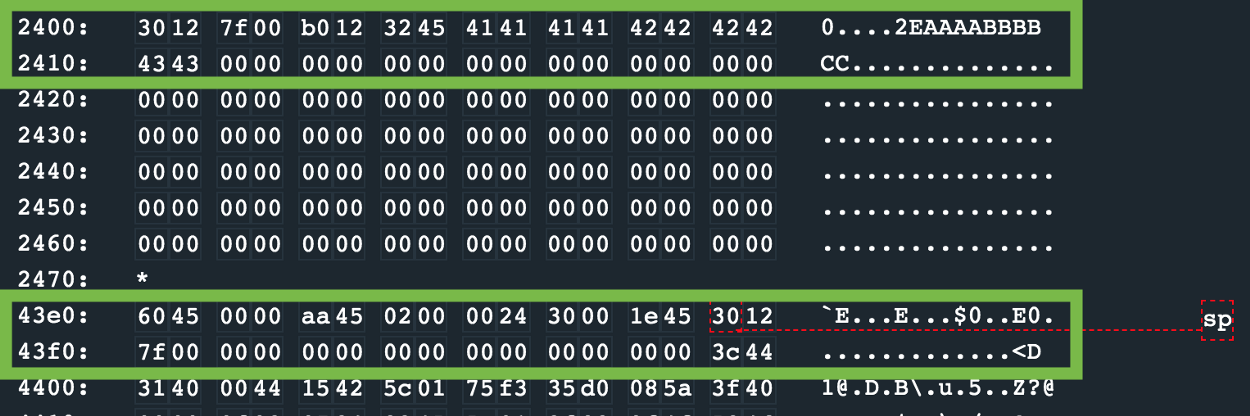 2400: 3012 7f00 b012 3245 4141 4141 4242 4242 0....2EAAAABBBB
2410: 4343 0000 0000 0000 0000 0000 0000 0000 CC..............
2420: 0000 0000 0000 0000 0000 0000 0000 0000 ................
2430: 0000 0000 0000 0000 0000 0000 0000 0000 ................
2440: 0000 0000 0000 0000 0000 0000 0000 0000 ................
2450: 0000 0000 0000 0000 0000 0000 0000 0000 ................
2460: 0000 0000 0000 0000 0000 0000 0000 0000 ................
2470: *
43e0: 6045 0000 aa45 0200 0024 3000 1e45 3012 `E...E...$0..E0. sp
43f0: 7f00 0000 0000 0000 0000 0000 0000 3c44 ..............<D
4400: 3140 0044 1542 5c01 75f3 35d0 085a 3f40 1@.D.B\.u.5..Z?@